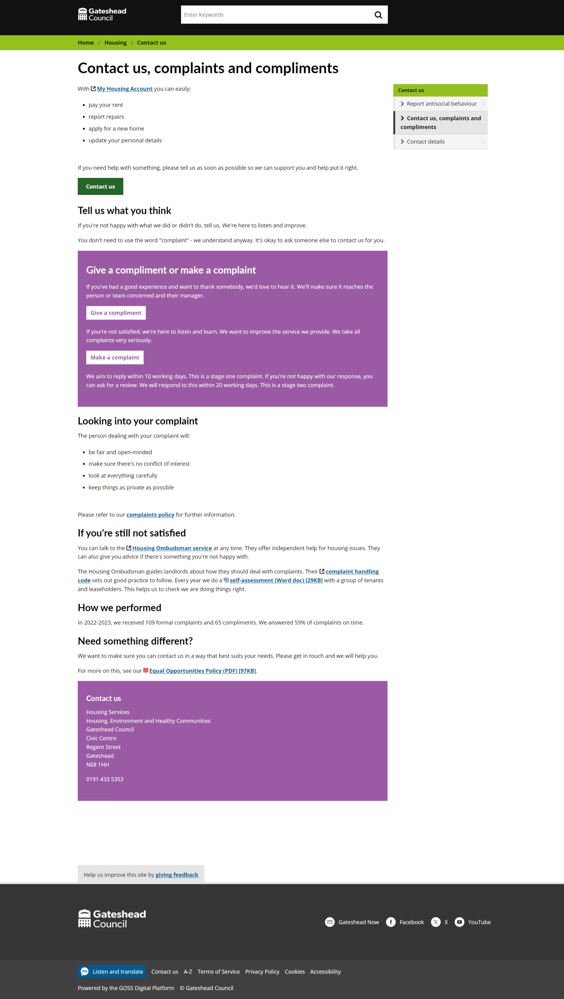 Gateshead
Council
Enter keywords
Home / Housing / Contact us
Contact us, complaints and compliments
With My Housing Account you can easily:
• pay your rent
• report repairs
• apply for a new home
• update your personal details
Contact us
Report antisocial behaviour
Contact us, complaints and
compliments
Contact details
If you need help with something, please tell us as soon as possible so we can support you and help put it right.
Contact us
Tell us what you think
If you're not happy with what we did or didn't do, tell us. We're here to listen and improve.
You don't need to use the word "complaint" - we understand anyway. It's okay to ask someone else to contact us for you.
Give a compliment or make a complaint
If you've had a good experience and want to thank somebody, we'd love to hear it. We'll make sure it reaches the
person or team concerned and their manager.
Give a compliment
If you're not satisfied, we're here to listen and learn. We want to improve the service we provide. We take all
complaints very seriously.
Make a complaint
We aim to reply within 10 working days. This is a stage one complaint. If you're not happy with our response, you
can ask for a review. We will respond to this within 20 working days. This is a stage two complaint.
Looking into your complaint
The person dealing with your complaint will:
• be fair and open-minded
• make sure there's no conflict of interest
• look at everything carefully
• keep things as private as possible
Please refer to our complaints policy for further information.
If you're still not satisfied
You can talk to the Housing Ombudsman service at any time. They offer independent help for housing issues. They
can also give you advice if there's something you're not happy with.
The Housing Ombudsman guides landlords about how they should deal with complaints. Their complaint handling
code sets out good practice to follow. Every year we do a self-assessment (Word doc) [29KB] with a group of tenants
and leaseholders. This helps us to check we are doing things right.
How we performed
In 2022-2023, we received 109 formal complaints and 65 compliments. We answered 59% of complaints on time.
Need something different?
We want to make sure you can contact us in a way that best suits your needs. Please get in touch and we will help you.
For more on this, see our Equal Opportunities Policy (PDF) [97KB].
Contact us
Housing Services
Housing, Environment and Healthy Communities
Gateshead Council
Civic Centre
Regent Street
Gateshead
NE8 1HH
0191 433 5353
Help us improve this site by giving feedback
Gateshead
Council
Gateshead Now Facebook X YouTube
me Listen and translate Contact us A-Z Terms of Service Privacy Policy Cookies Accessibility
Powered by the GOSS Digital Platform © Gateshead Council